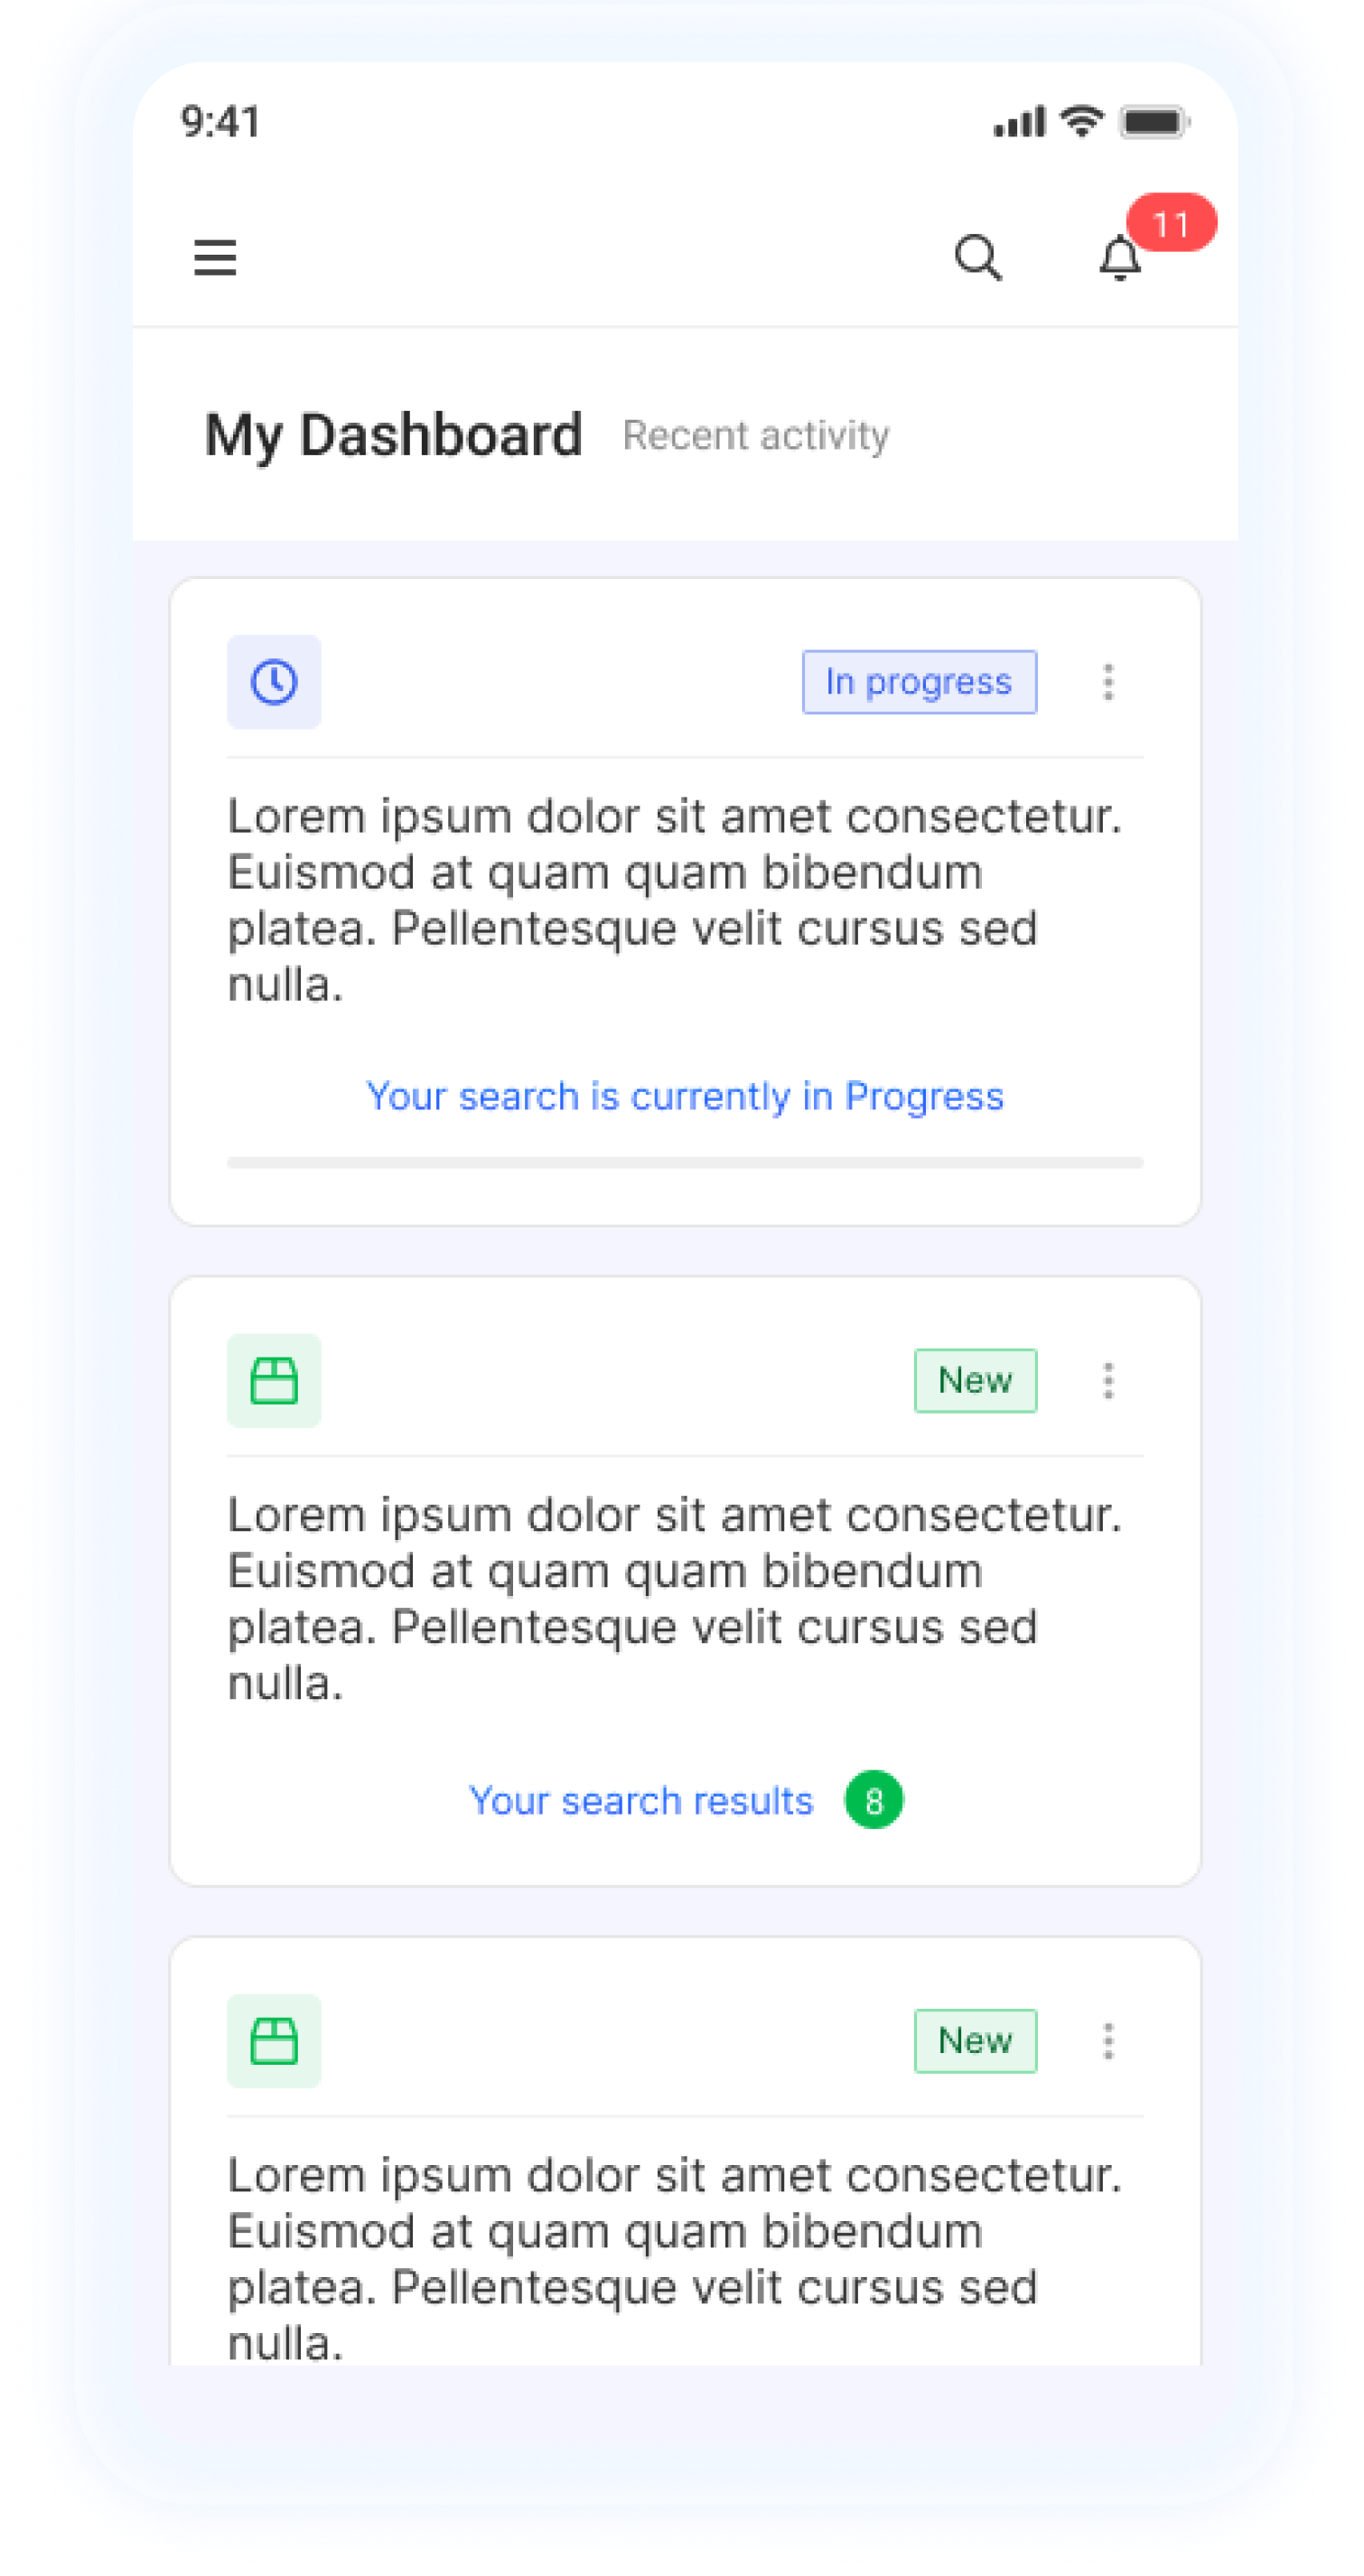 9:41
11
My Dashboard Recent activity
In progress
Lorem ipsum dolor sit amet consectetur.
Euismod at quam quam bibendum
platea. Pellentesque velit cursus sed
nulla.
Your search is currently in Progress
New
Lorem ipsum dolor sit amet consectetur.
Euismod at quam quam bibendum
platea. Pellentesque velit cursus sed
nulla.
Your search results 8
New
Lorem ipsum dolor sit amet consectetur.
Euismod at quam quam bibendum
platea. Pellentesque velit cursus sed
nulla.